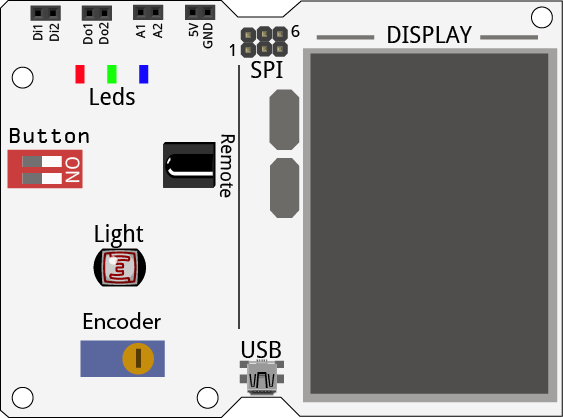 Di1 Di2 Do1 Do2 A1 A2 5V GND
1 6
SPI
DISPLAY
Leds
Button
ON
Remote
Light
Encoder
USB